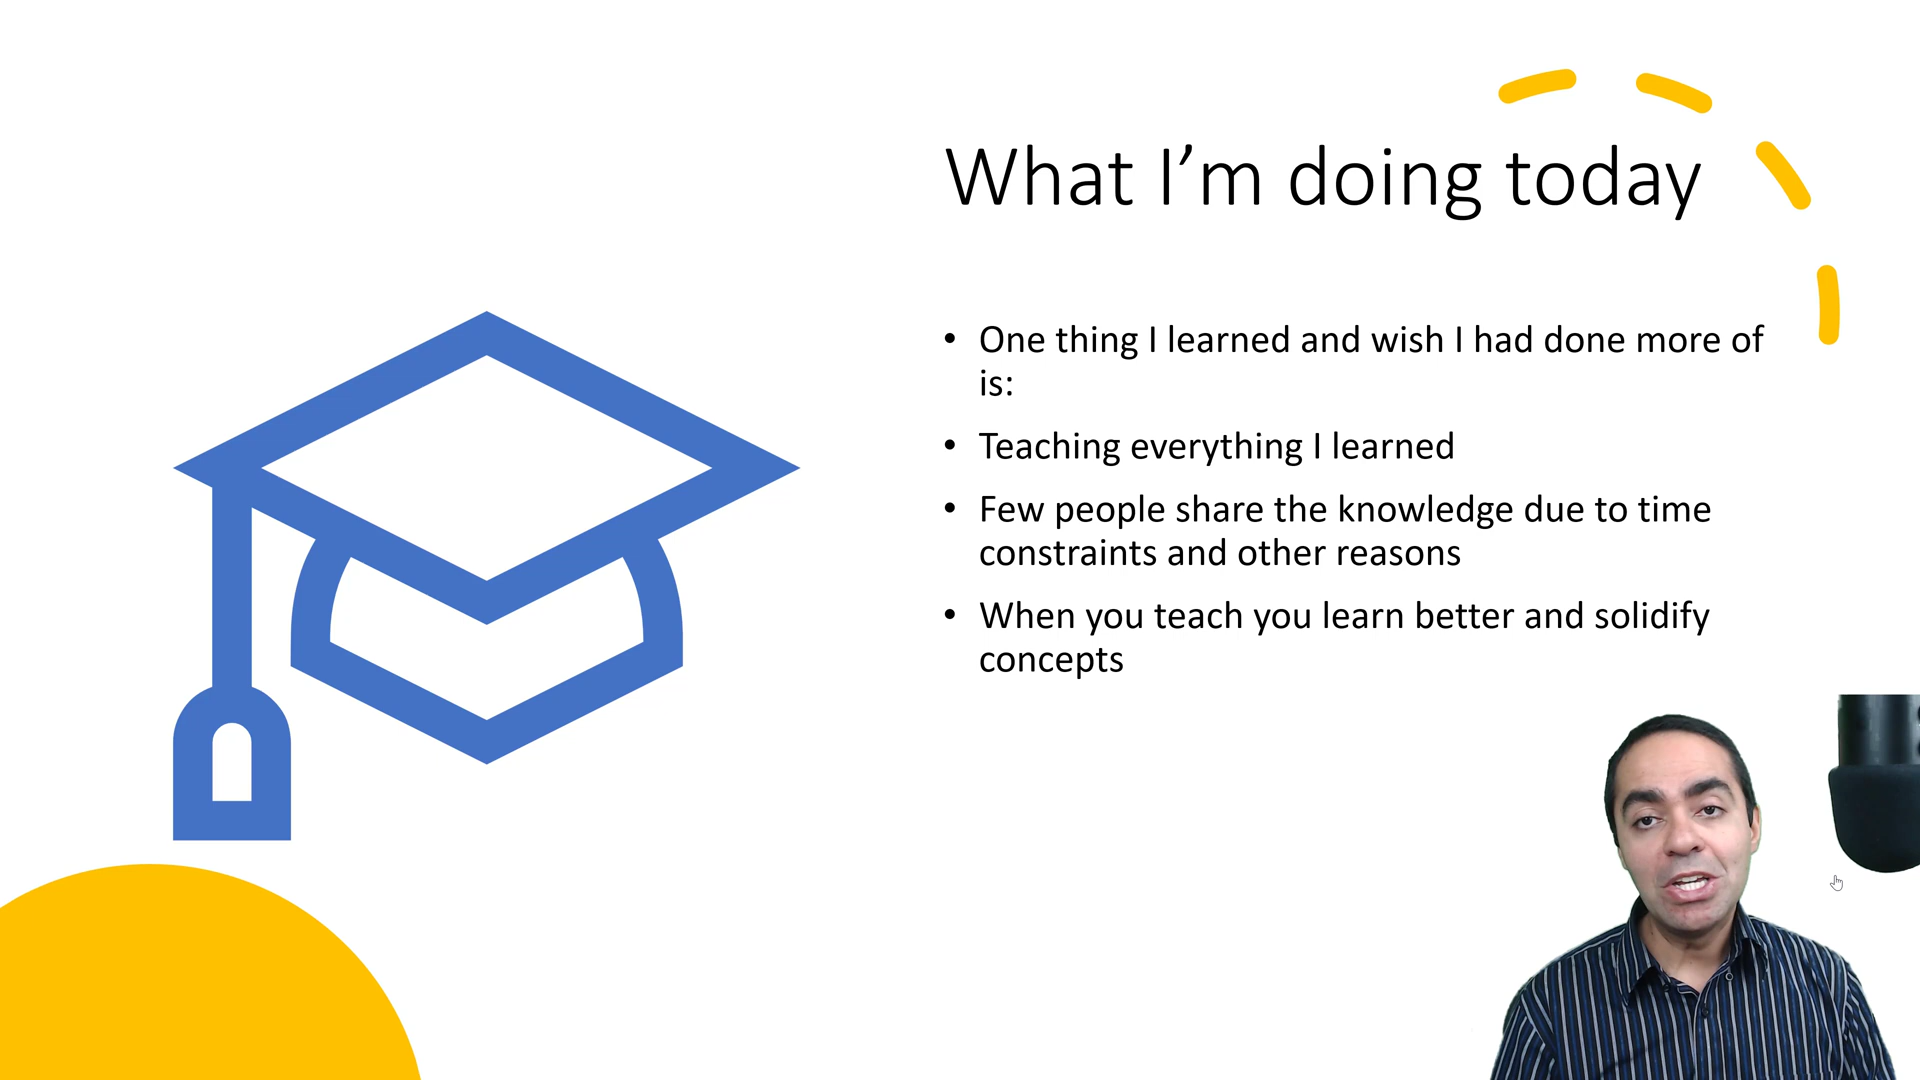 What I’m doing today
• One thing I learned and wish I had done more of
is:
• Teaching everything I learned
• Few people share the knowledge due to time
constraints and other reasons
• When you teach you learn better and solidify
concepts